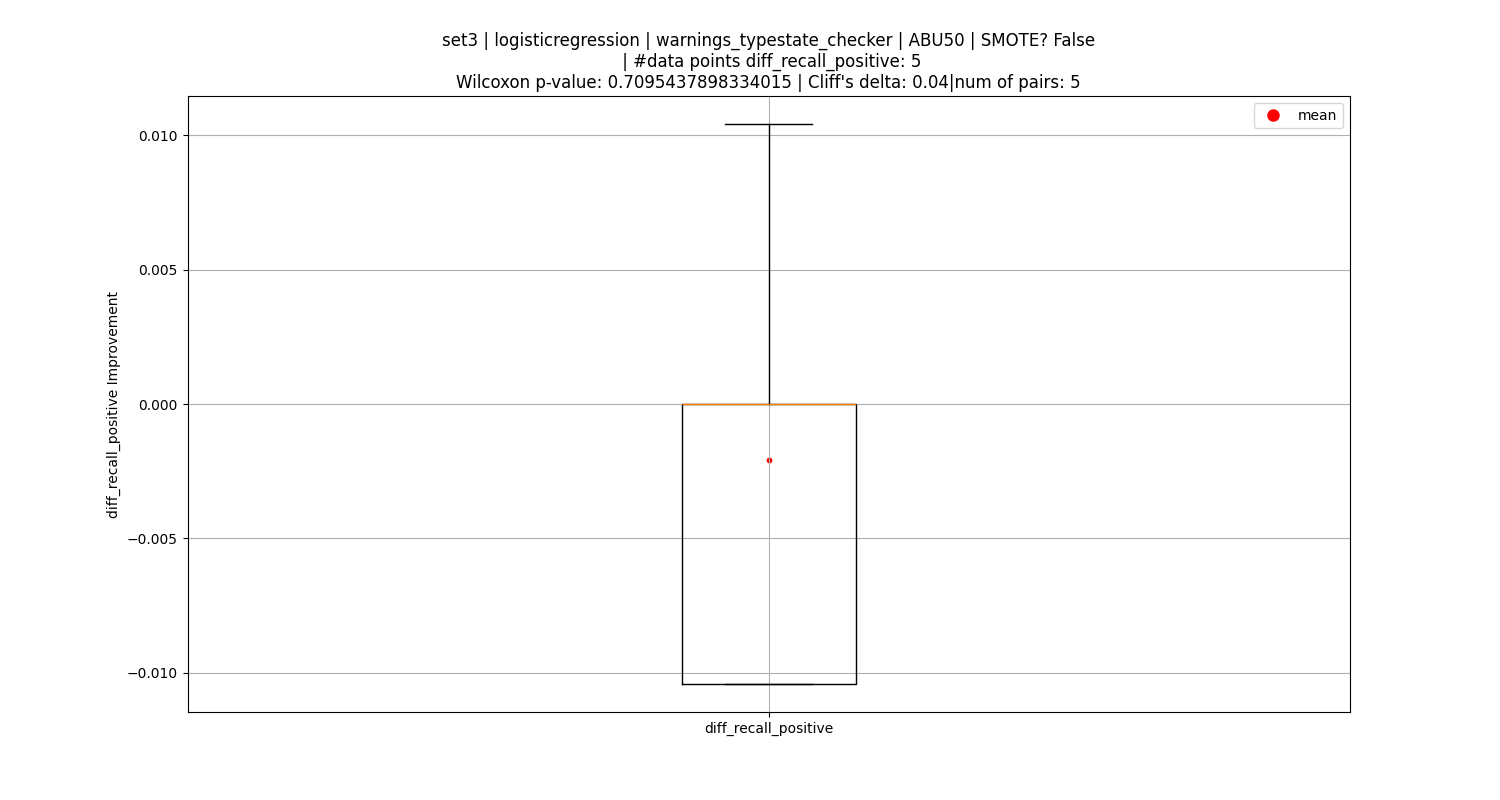 set3 | logisticregression | warnings_typestate_checker | ABU50 | SMOTE? False
| #data points diff_recall_positive: 5
Wilcoxon p-value: 0.7095437898334015 | Cliff's delta: 0.04|num of pairs: 5
mean
0.010
0.005
0.000
−0.005
−0.010
diff_recall_positive Improvement
diff_recall_positive